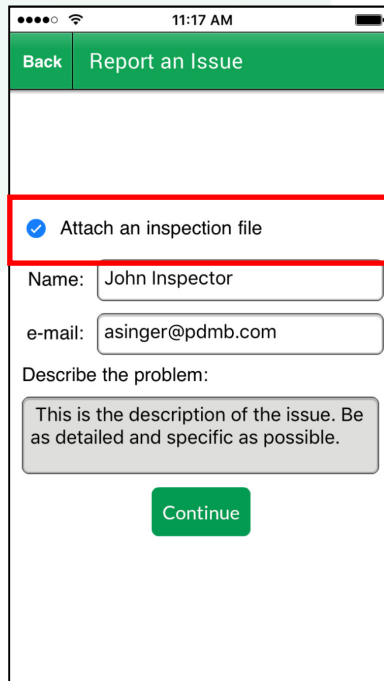 11:17 AM
Back Report an Issue
Attach an inspection file
Name: John Inspector
e-mail: asinger@pdmb.com
Describe the problem:
This is the description of the issue. Be
as detailed and specific as possible.
Continue